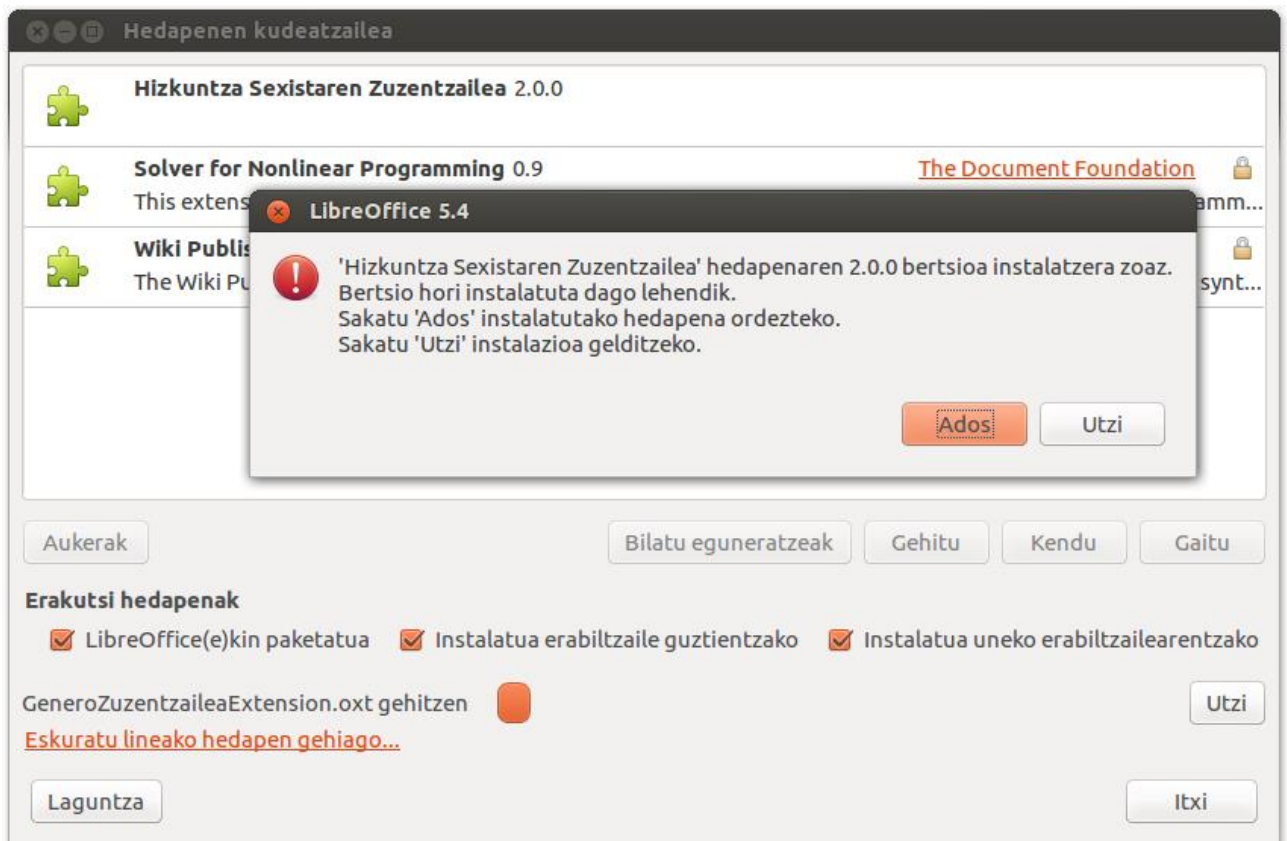 Hedapenen kudeatzailea
Hizkuntza Sexistaren Zuzentzailea 2.0.0
Solver for Nonlinear Programming 0.9 The Document Foundation
This extens amm...
LibreOffice 5.4
Wiki Publis
The Wiki Pu synt...
'Hizkuntza Sexistaren Zuzentzailea' hedapenaren 2.0.0 bertsioa instalatzera zoaz.
Bertsio hori instalatuta dago lehendik.
Sakatu 'Ados' instalatutako hedapena ordezteko.
Sakatu 'Utzi' instalazioa gelditzeko.
Ados Utzi
Aukerak Bilatu eguneratzeak Gehitu Kendu Gaitu
Erakutsi hedapenak
LibreOffice(e)kin paketatua Instalatua erabiltzaile guztientzako Instalatua uneko erabiltzailearentzako
GeneroZuzentzaileaExtension.oxt gehitzen Utzi
Eskuratu lineako hedapen gehiago...
Laguntza Itxi